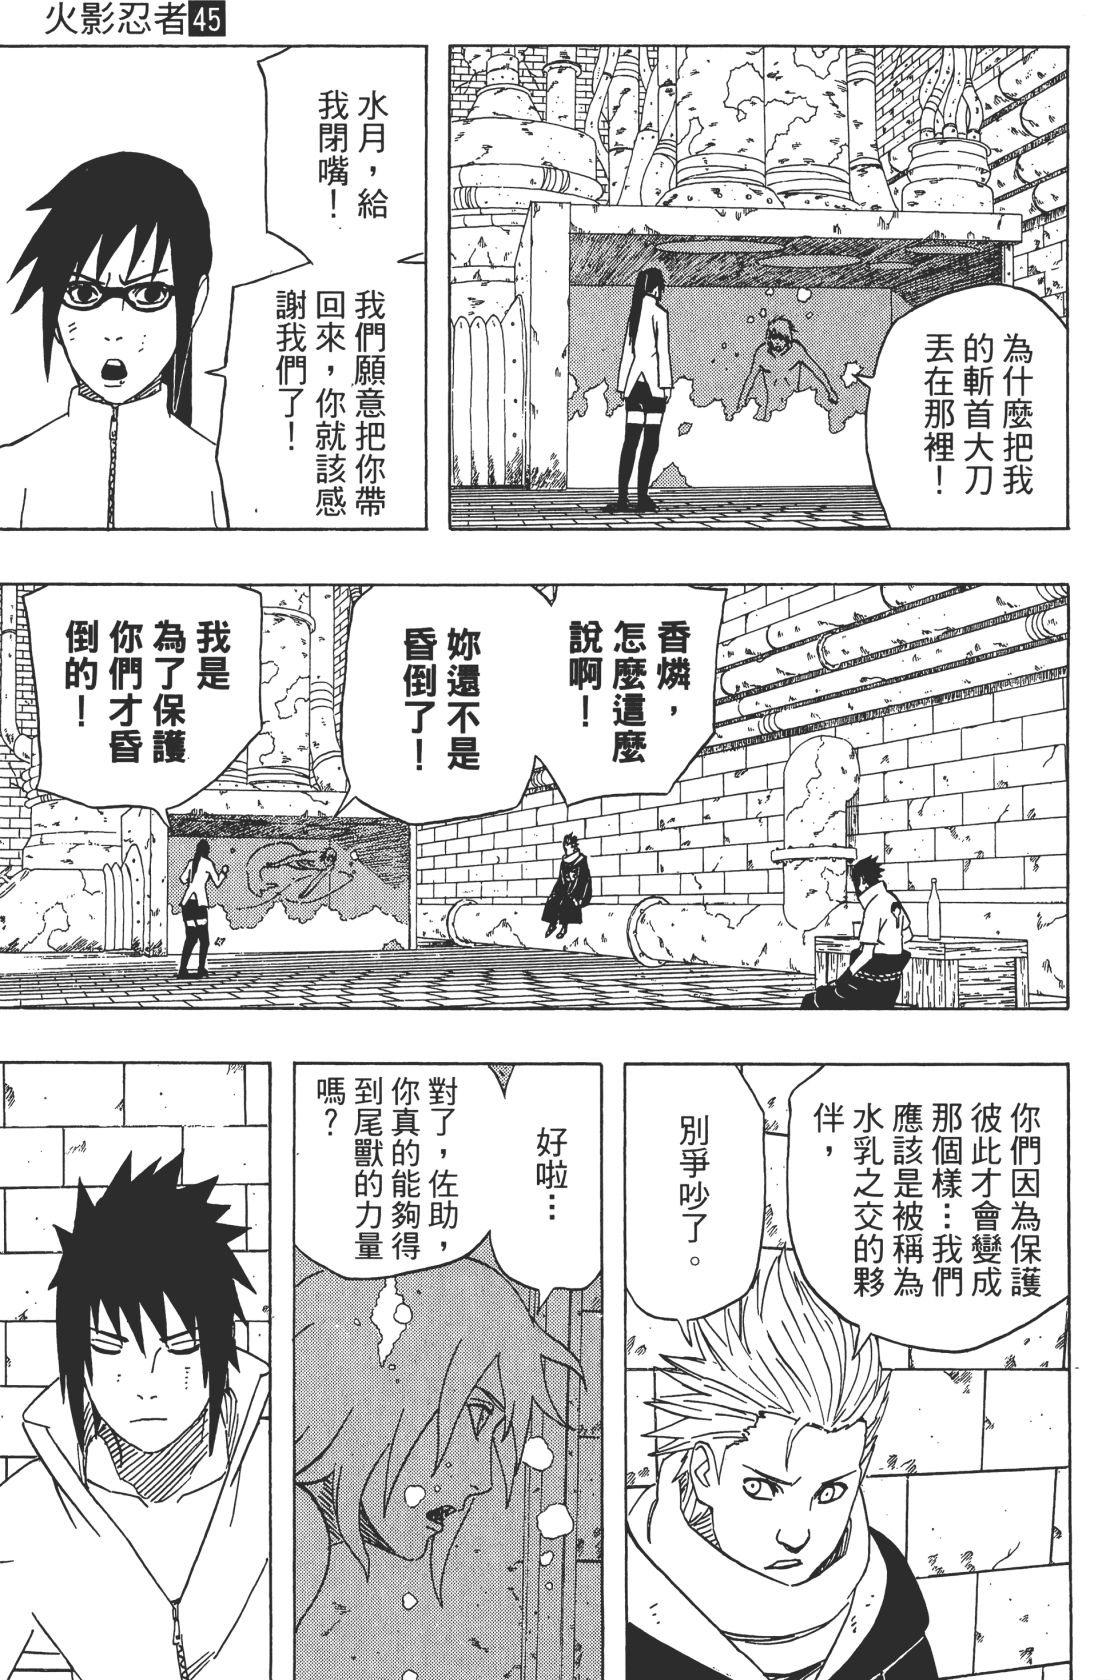 火影忍者45
為什麼把我
的斬首大刀
丟在那裡！
水月，給
我閉嘴！
我們願意把你帶
回來，你就該感
謝我們了！
香燐，
怎麼這麼
說啊！
妳還不是
昏倒了！
我是
為了保護
你們才昏
倒的！
你們因為保護
彼此才會變成
那個樣…我們
應該是被稱為
水乳之交的夥
伴，
別爭吵了。
好啦…
對了，佐助，
你真的能夠得
到尾獸的力量
嗎？